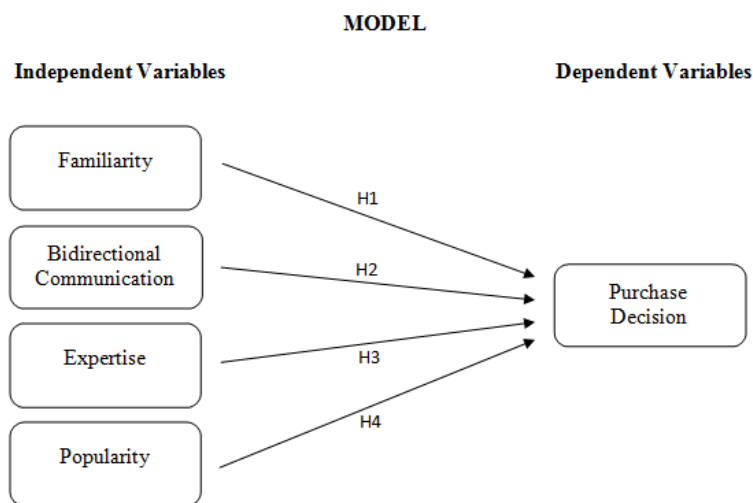 MODEL
Independent Variables
Dependent Variables
Familiarity
H1
Bidirectional
Communication
H2
Purchase
Decision
Expertise
H3
H4
Popularity